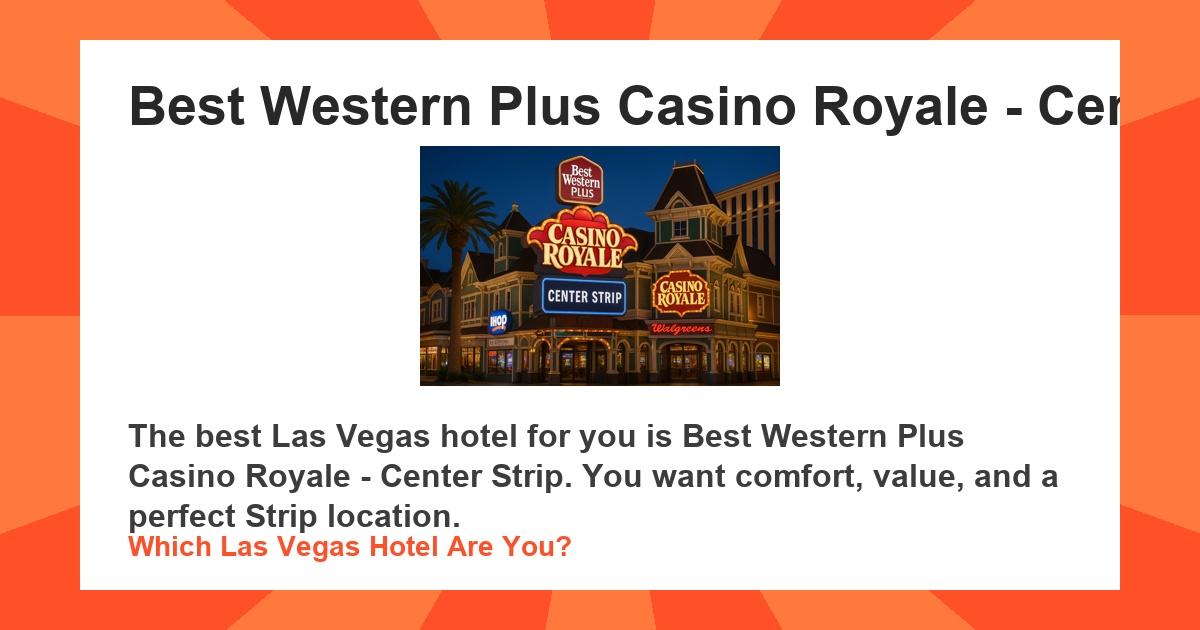 Best Western Plus Casino Royale - Cer
Best
Western
PLUS
CASINO
ROYALE
CENTER STRIP
CASINO
ROYALE
IHOP
Walgreens
The best Las Vegas hotel for you is Best Western Plus
Casino Royale - Center Strip. You want comfort, value, and a
perfect Strip location.
Which Las Vegas Hotel Are You?